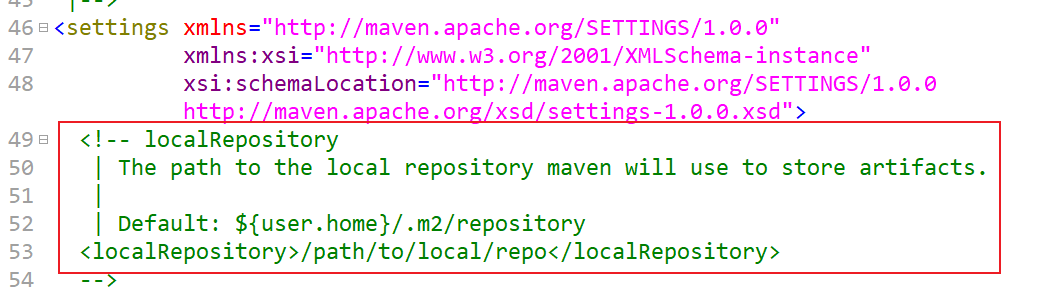 45 |-->
46 <settings xmlns="http://maven.apache.org/SETTINGS/1.0.0"
47 xmlns:xsi="http://www.w3.org/2001/XMLSchema-instance"
48 xsi:schemaLocation="http://maven.apache.org/SETTINGS/1.0.0
http://maven.apache.org/xsd/settings-1.0.0.xsd">
49 <!-- localRepository
50 | The path to the local repository maven will use to store artifacts.
51 |
52 | Default: ${user.home}/.m2/repository
53 <localRepository>/path/to/local/repo</localRepository>
54 -->